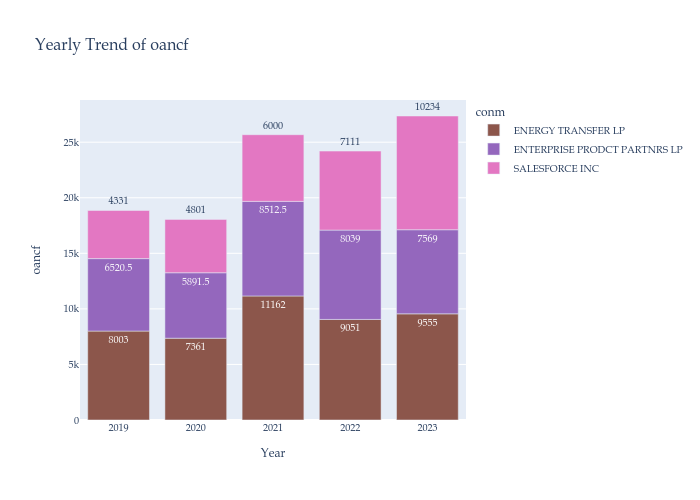 Yearly Trend of oancf
conm
ENERGY TRANSFER LP
ENTERPRISE PRODCT PARTNRS LP
SALESFORCE INC
oancf
25k
20k
15k
10k
5k
0
4331
4801
6000
7111
10234
6520.5
5891.5
8512.5
8039
7569
8003
7361
11162
9051
9555
2019
2020
2021
2022
2023
Year